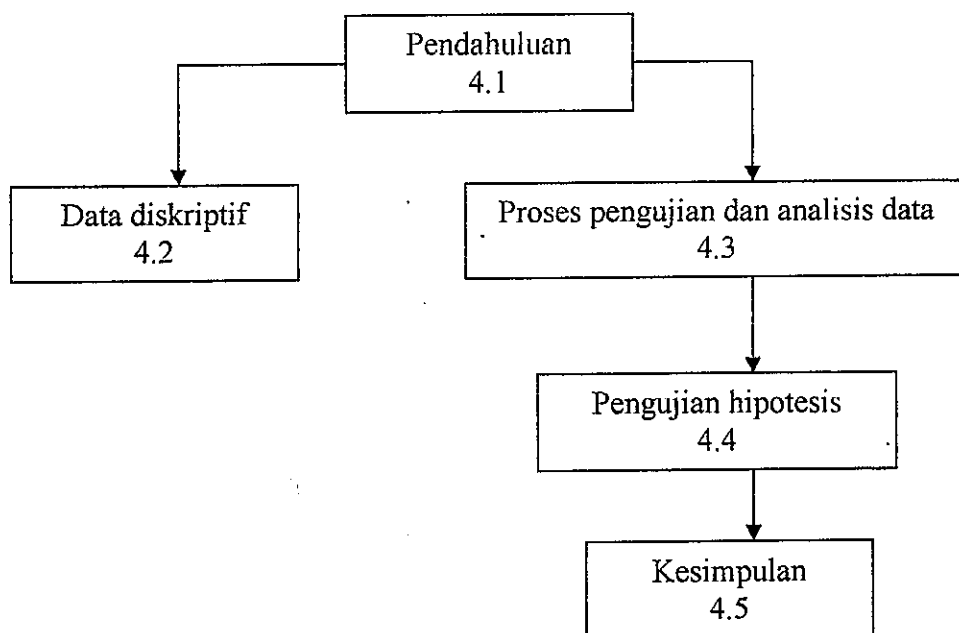 Pendahuluan
4.1
Data diskriptif
4.2
Proses pengujian dan analisis data
4.3
Pengujian hipotesis
4.4
Kesimpulan
4.5